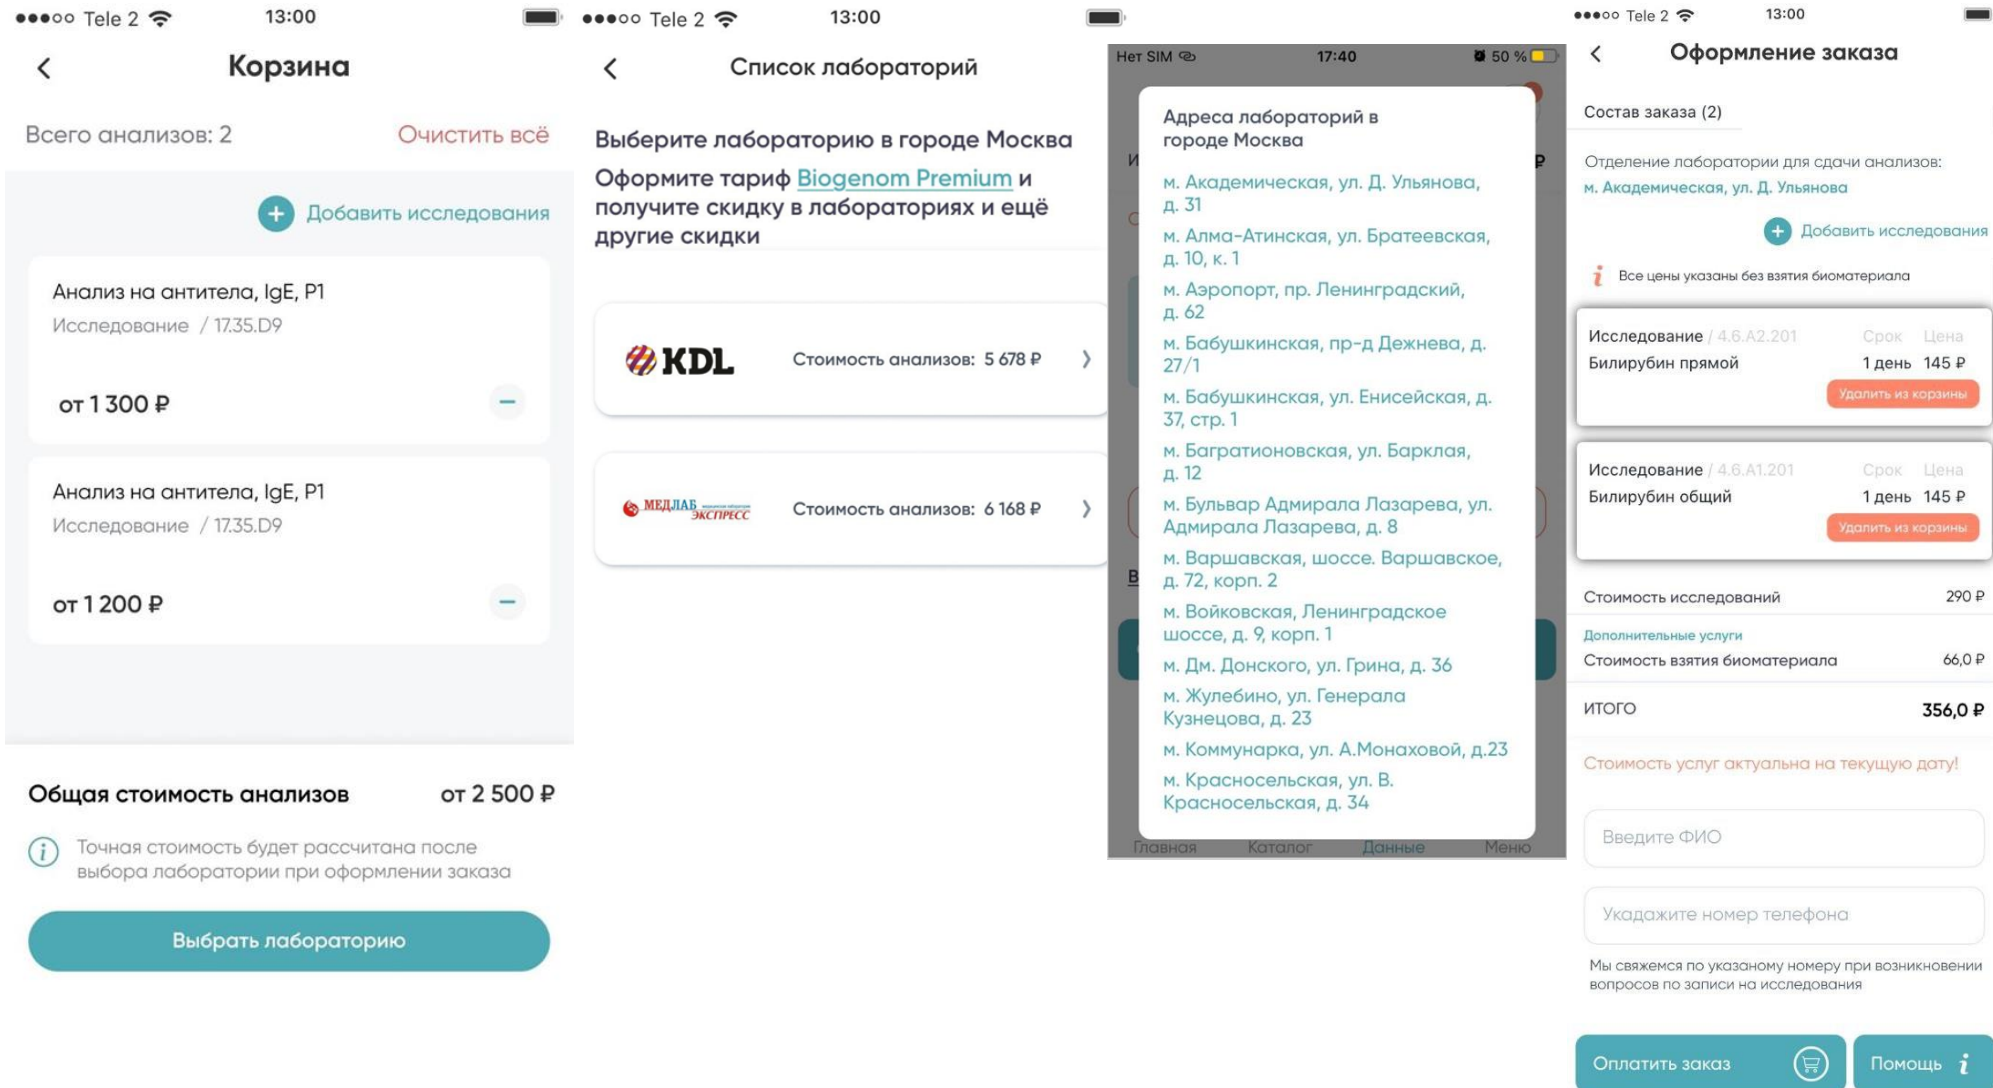 Tele 2
13:00
Корзина
Всего анализов: 2
Очистить всё
Добавить исследования
Анализ на антитела, IgE, P1
Исследование / 17.35.D9
от 1 300 ₽
Анализ на антитела, IgE, P1
Исследование / 17.35.D9
от 1 200 ₽
Общая стоимость анализов
от 2 500 ₽
Точная стоимость будет рассчитана после
выбора лаборатории при оформлении заказа
Выбрать лабораторию
Tele 2
13:00
Список лабораторий
Выберите лабораторию в городе Москва
Оформите тариф Biogenom Premium и
получите скидку в лабораториях и ещё
другие скидки
KDL
Стоимость анализов: 5 678 ₽
МЕДЛАБ
ЭКСПРЕСС
Стоимость анализов: 6 168 ₽
Нет SIM
17:40
50 %
Адреса лабораторий в
городе Москва
м. Академическая, ул. Д. Ульянова,
д. 31
м. Алма-Атинская, ул. Братеевская,
д. 10, к. 1
м. Аэропорт, пр. Ленинградский,
д. 62
м. Бабушкинская, пр-д Дежнева, д.
27/1
м. Бабушкинская, ул. Енисейская, д.
37, стр. 1
м. Багратионовская, ул. Барклая,
д. 12
м. Бульвар Адмирала Лазарева, ул.
Адмирала Лазарева, д. 8
м. Варшавская, шоссе. Варшавское,
д. 72, корп. 2
м. Войковская, Ленинградское
шоссе, д. 9, корп. 1
м. Дм. Донского, ул. Грина, д. 36
м. Жулебино, ул. Генерала
Кузнецова, д. 23
м. Коммунарка, ул. А.Монаховой, д.23
м. Красносельская, ул. В.
Красносельская, д. 34
Главная
Каталог
Данные
Меню
Tele 2
13:00
Оформление заказа
Состав заказа (2)
Отделение лаборатории для сдачи анализов:
м. Академическая, ул. Д. Ульянова
Добавить исследования
Все цены указаны без взятия биоматериала
Исследование / 4.6.A2.201
Срок Цена
Билирубин прямой
1 день 145 ₽
Удалить из корзины
Исследование / 4.6.A1.201
Срок Цена
Билирубин общий
1 день 145 ₽
Удалить из корзины
Стоимость исследований
290 ₽
Дополнительные услуги
Стоимость взятия биоматериала
66,0 ₽
ИТОГО
356,0 ₽
Стоимость услуг актуальна на текущую дату!
Введите ФИО
Укадажите номер телефона
Мы свяжемся по указаному номеру при возникновении
вопросов по записи на исследования
Оплатить заказ
Помощь